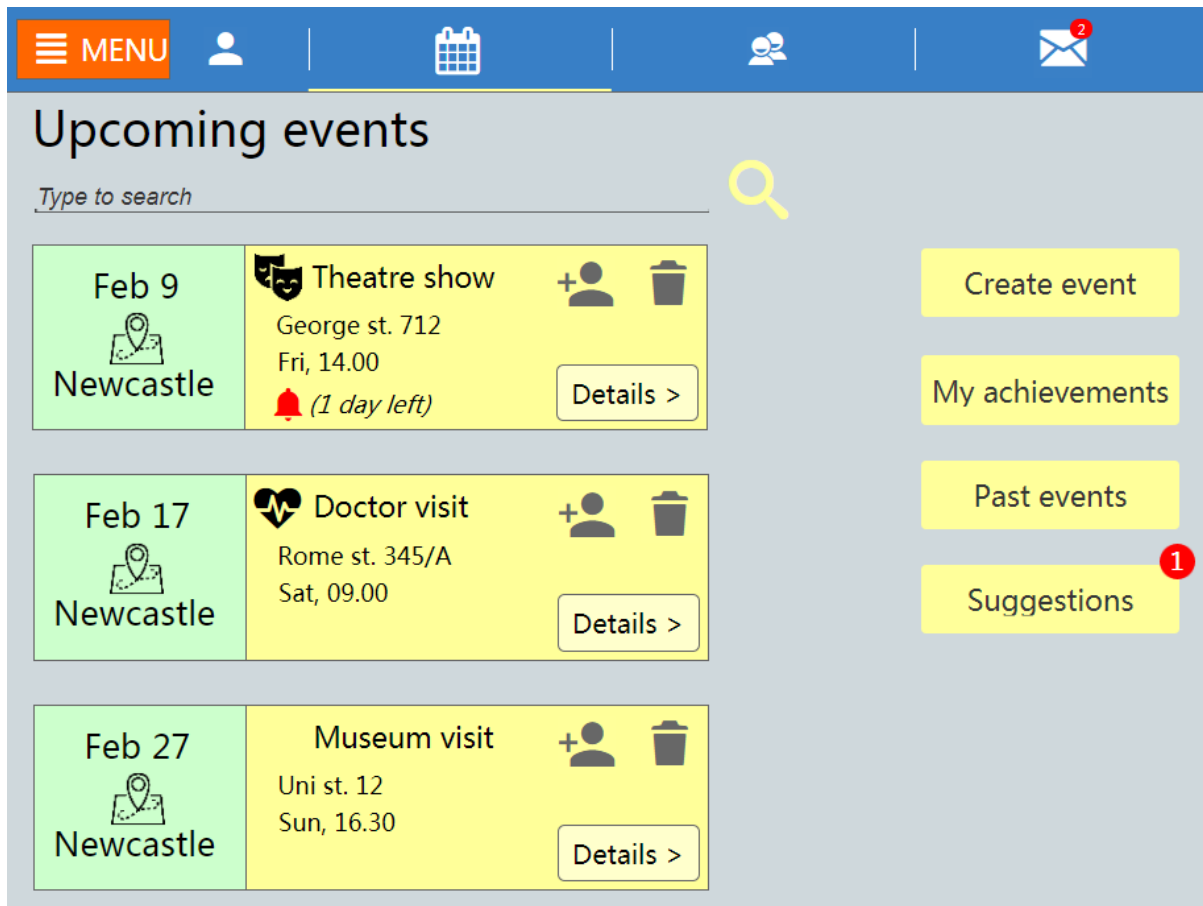 MENU
2
Upcoming events
Type to search
Feb 9
Newcastle
Theatre show
George st. 712
Fri, 14.00
(1 day left)
Details >
Feb 17
Newcastle
Doctor visit
Rome st. 345/A
Sat, 09.00
Details >
Feb 27
Newcastle
Museum visit
Uni st. 12
Sun, 16.30
Details >
Create event
My achievements
Past events
1
Suggestions